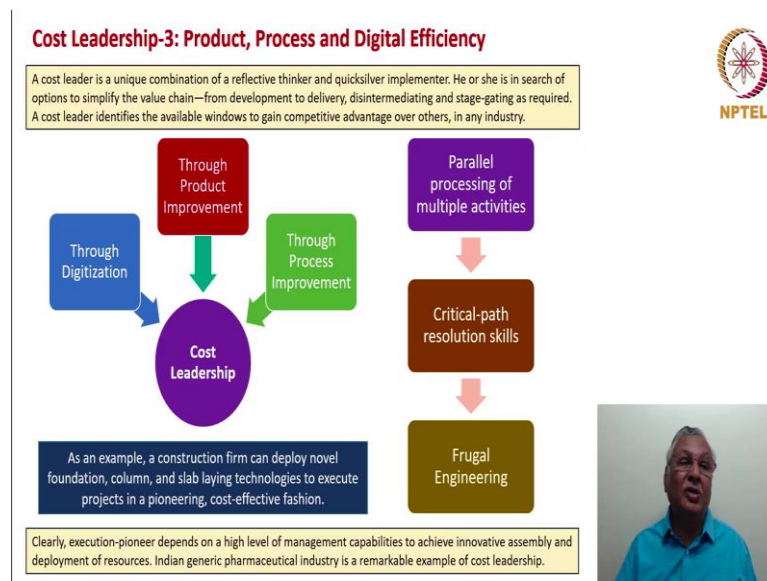 Cost Leadership-3: Product, Process and Digital Efficiency
A cost leader is a unique combination of a reflective thinker and quicksilver implementer. He or she is in search of
options to simplify the value chain—from development to delivery, disintermediating and stage-gating as required.
A cost leader identifies the available windows to gain competitive advantage over others, in any industry.
NPTEL
Through
Digitization
Through
Product
Improvement
Through
Process
Improvement
Cost
Leadership
As an example, a construction firm can deploy novel
foundation, column, and slab laying technologies to execute
projects in a pioneering, cost-effective fashion.
Parallel
processing of
multiple activities
Critical-path
resolution skills
Frugal
Engineering
Clearly, execution-pioneer depends on a high level of management capabilities to achieve innovative assembly and
deployment of resources. Indian generic pharmaceutical industry is a remarkable example of cost leadership.